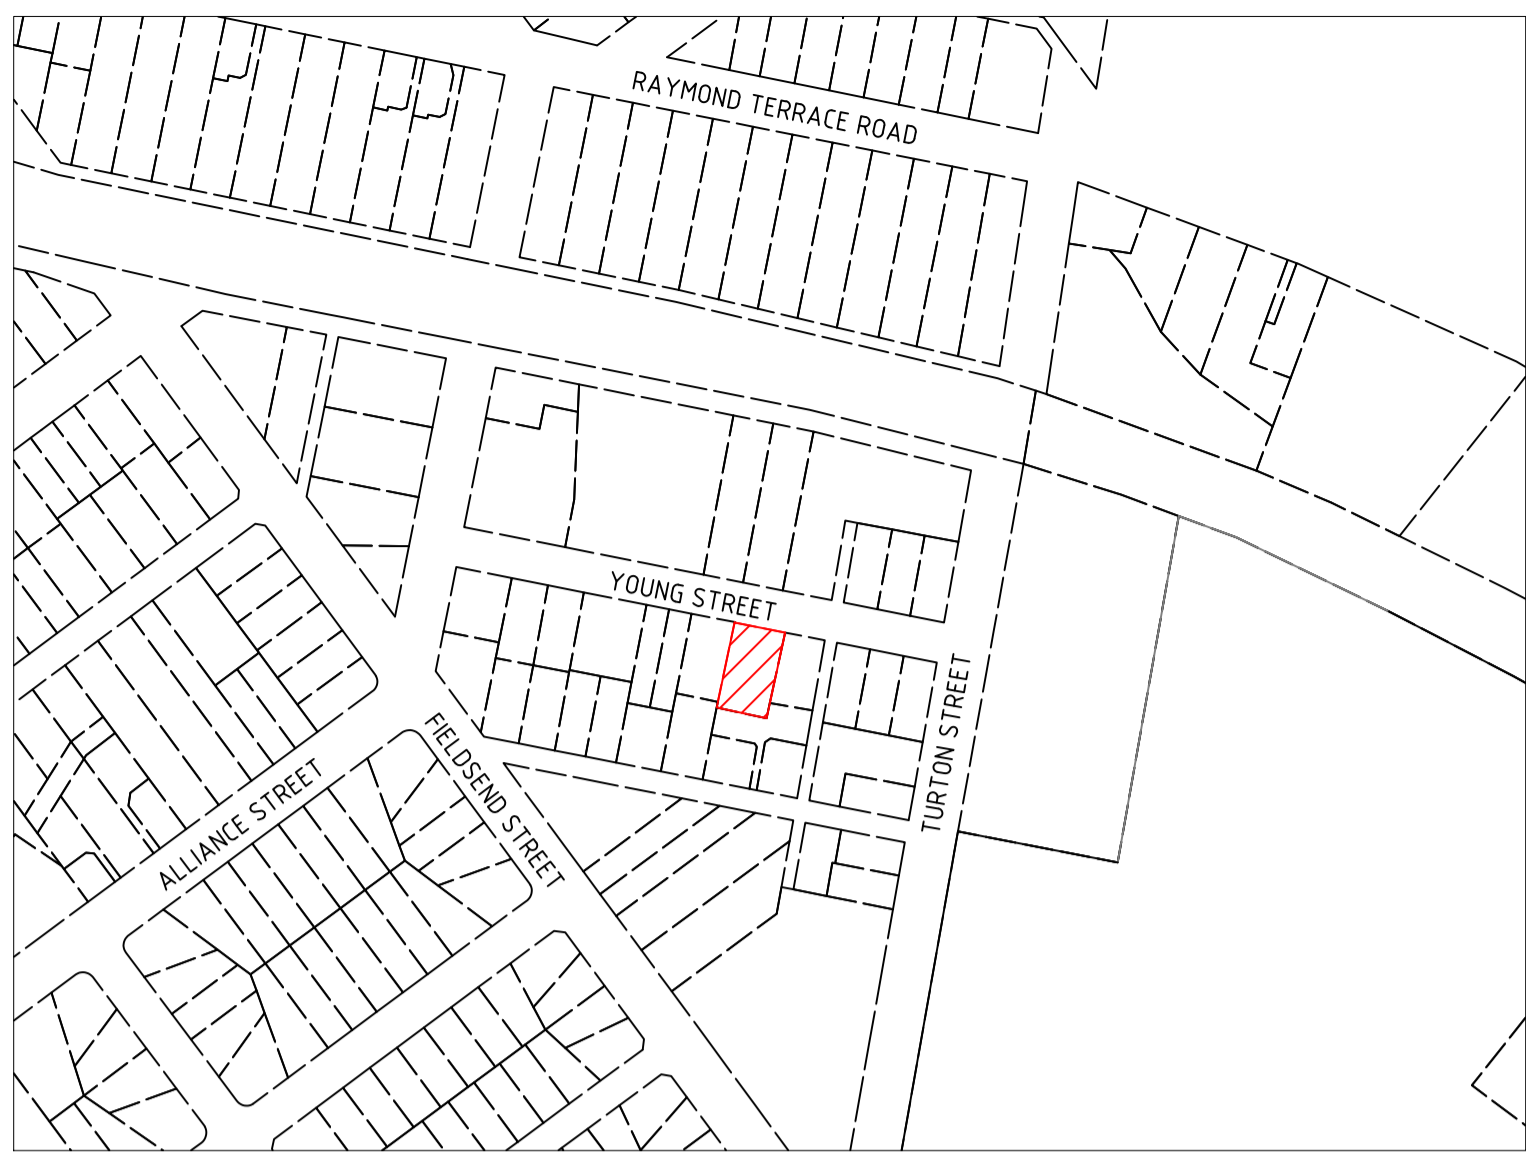 RAYMOND TERRACE ROAD
YOUNG STREET
TURTON STREET
FIELDSEND STREET
ALLIANCE STREET